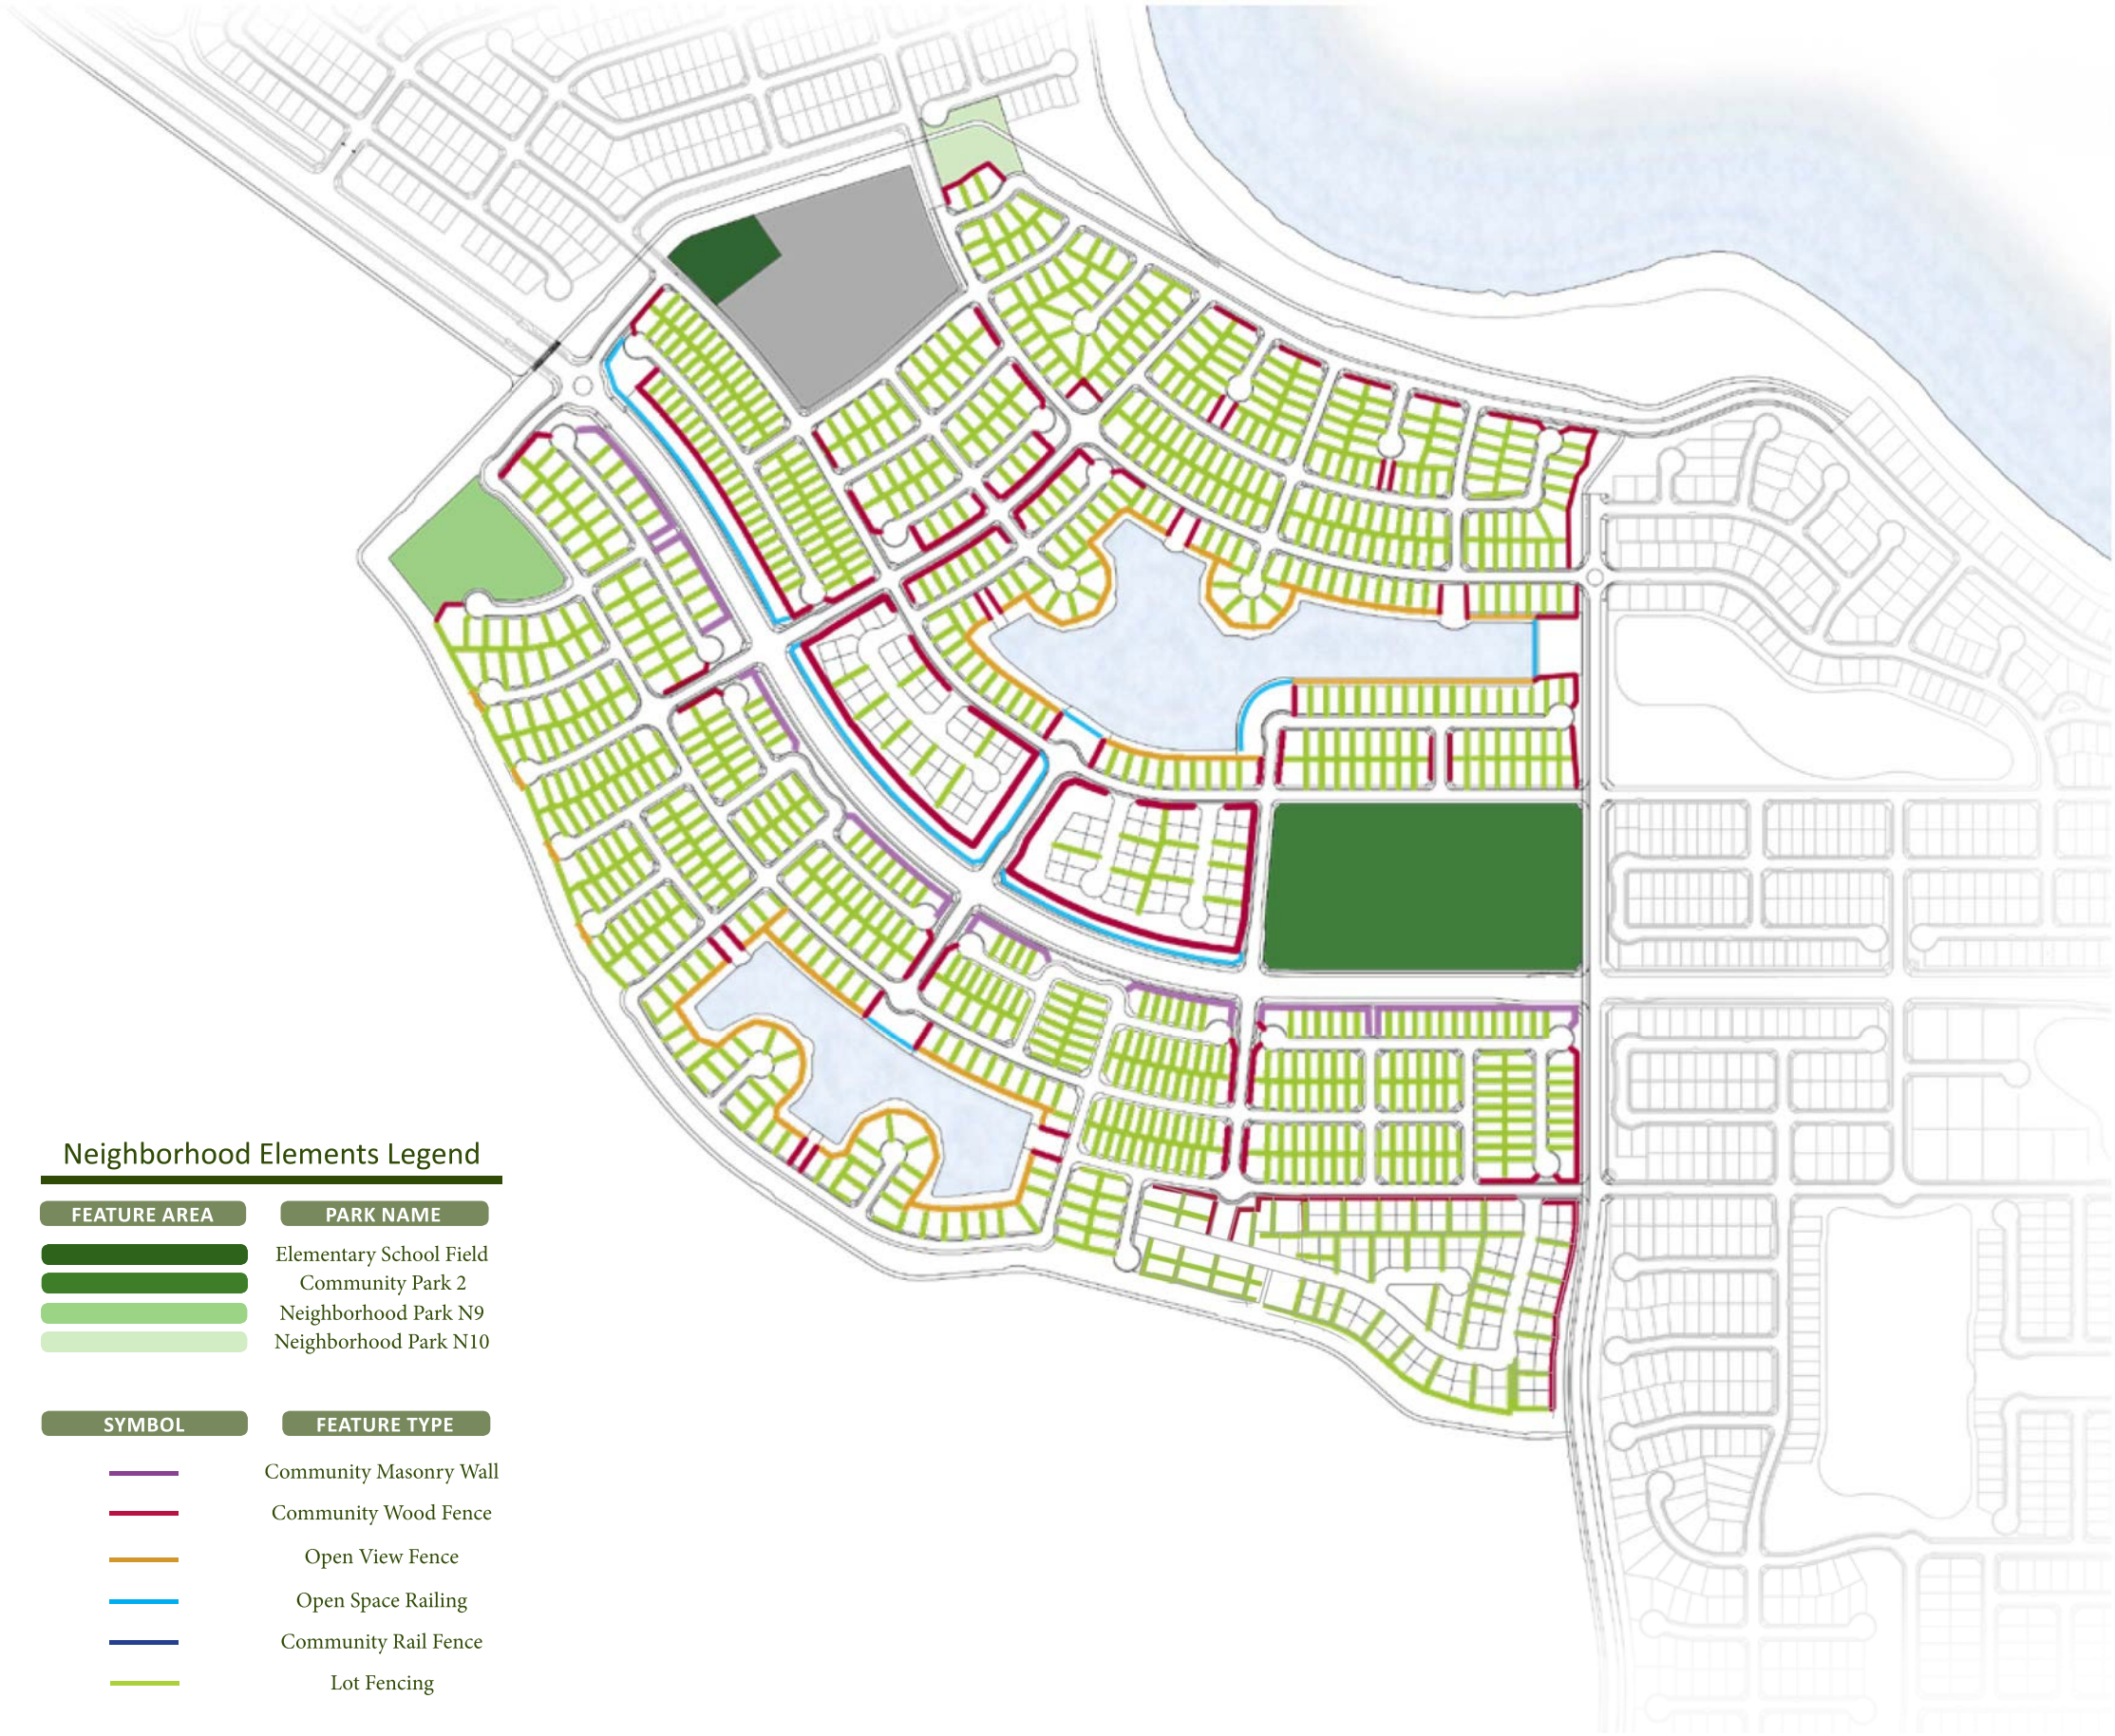 Neighborhood Elements Legend
FEATURE AREA PARK NAME
Elementary School Field
Community Park 2
Neighborhood Park N9
Neighborhood Park N10
SYMBOL FEATURE TYPE
Community Masonry Wall
Community Wood Fence
Open View Fence
Open Space Railing
Community Rail Fence
Lot Fencing